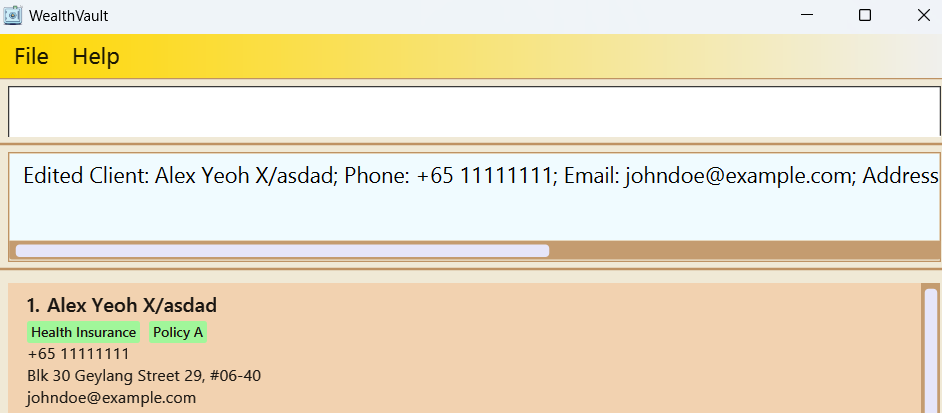 WealthVault
File Help
Edited Client: Alex Yeoh X/asdad; Phone: +65 11111111; Email: johndoe@example.com; Address
1. Alex Yeoh X/asdad
Health Insurance Policy A
+65 11111111
Blk 30 Geylang Street 29, #06-40
johndoe@example.com